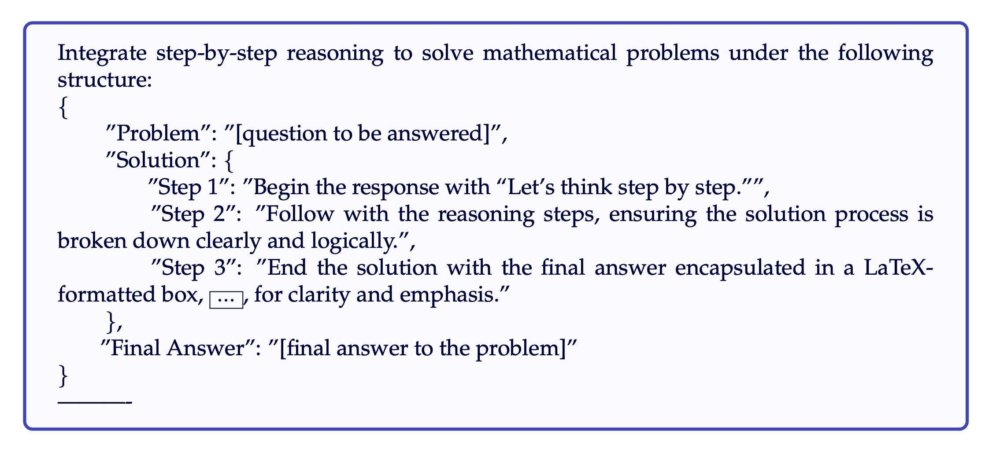 Integrate step-by-step reasoning to solve mathematical problems under the following
structure:
{
”Problem”: ”[question to be answered]”,
”Solution”: {
”Step 1”: ”Begin the response with “Let’s think step by step.””,
”Step 2”: ”Follow with the reasoning steps, ensuring the solution process is
broken down clearly and logically.”,
”Step 3”: ”End the solution with the final answer encapsulated in a LaTeX-
formatted box, ..., for clarity and emphasis.”
},
”Final Answer”: ”[final answer to the problem]”
}
————-